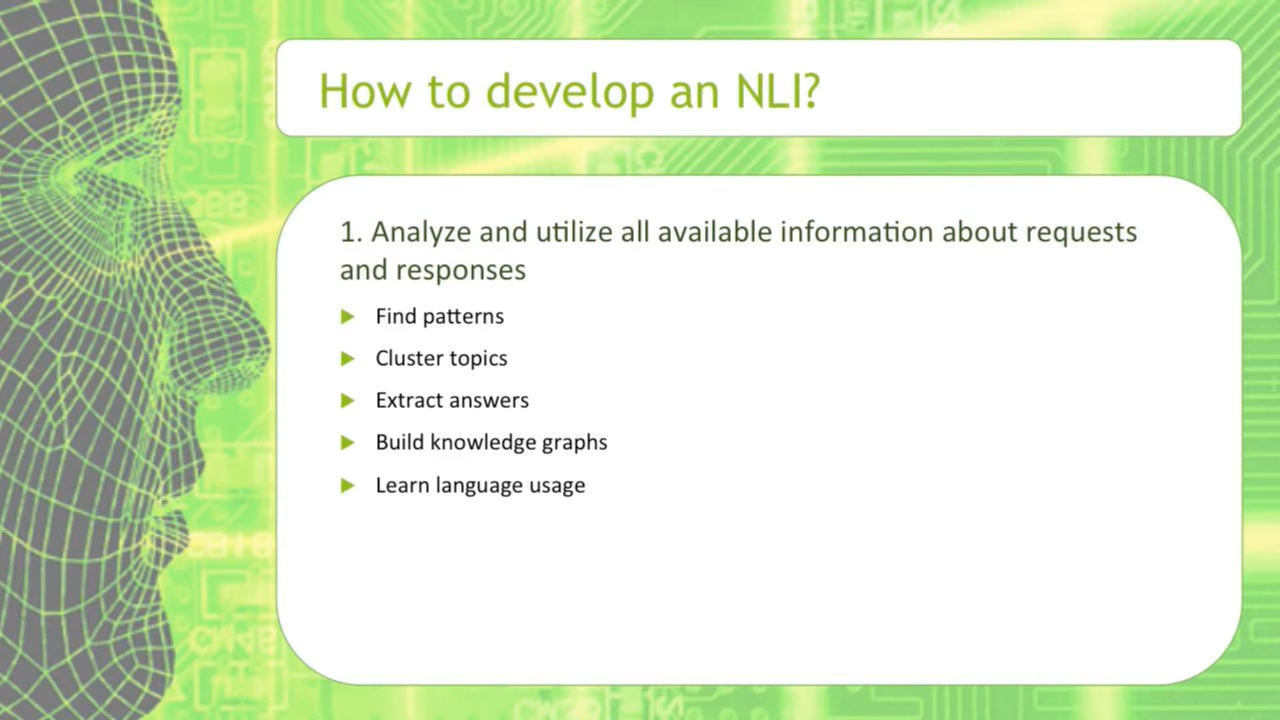 How to develop an NLI?
1. Analyze and utilize all available information about requests
and responses
Find patterns
Cluster topics
Extract answers
Build knowledge graphs
Learn language usage